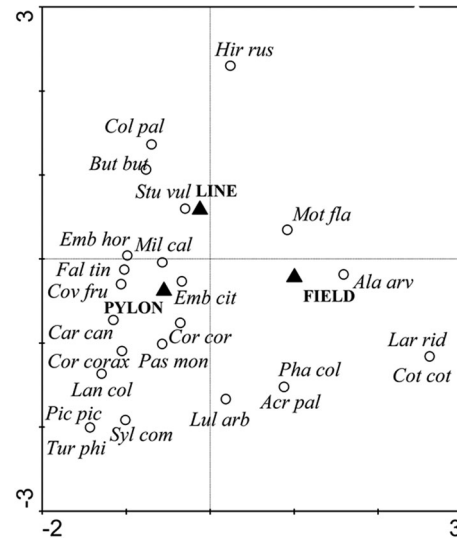 3
Hir rus
Col pal
But but
Stu vul LINE
Mot fla
Emb hor
Mil cal
Fal tin
Cov fru
Emb cit
Ala arv
PYLON
FIELD
Car can
Cor cor
Lar rid
Cor corax
Pas mon
Pha col
Cot cot
Lan col
Acr pal
Pic pic
Lul arb
Syl com
Tur phi
-3
-2
3